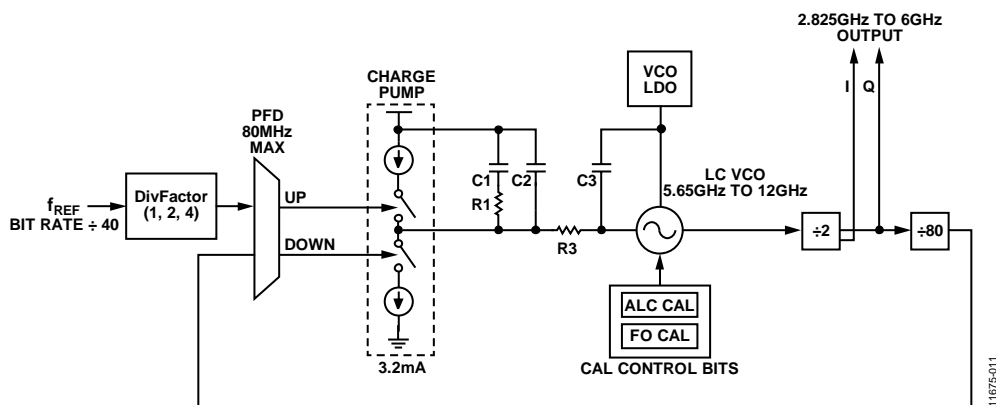 2.825GHz TO 6GHz
OUTPUT
VCO
LDO
I
Q
CHARGE
PUMP
PFD
80MHz
MAX
C1
C2
C3
R1
LC VCO
5.65GHz TO 12GHz
fREF
BIT RATE ÷ 40
DivFactor
(1, 2, 4)
UP
DOWN
R3
÷2
÷80
ALC CAL
FO CAL
CAL CONTROL BITS
3.2mA
11675-011